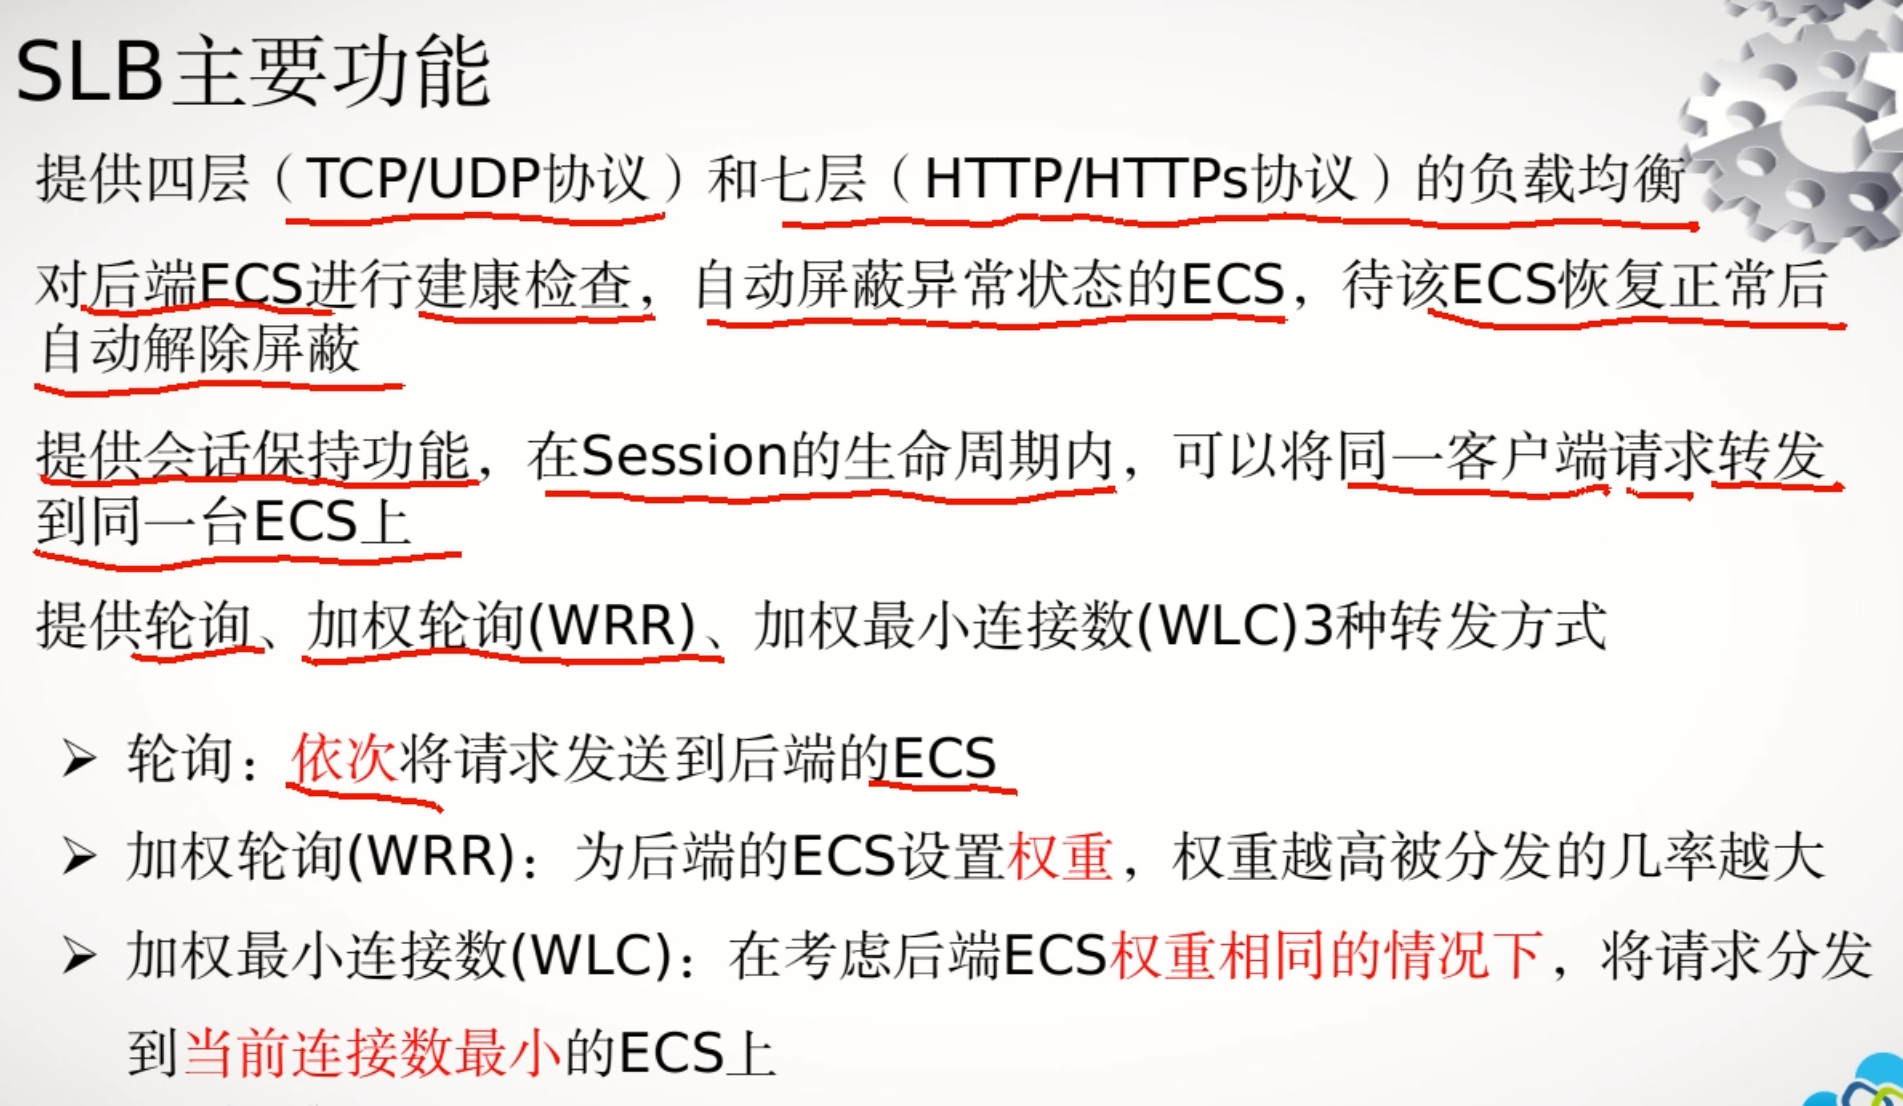 SLB主要功能
提供四层（TCP/UDP协议）和七层（HTTP/HTTPs协议）的负载均衡
对后端ECS进行建康检查，自动屏蔽异常状态的ECS，待该ECS恢复正常后
自动解除屏蔽
提供会话保持功能，在Session的生命周期内，可以将同一客户端请求转发
到同一台ECS上
提供轮询、加权轮询(WRR)、加权最小连接数(WLC)3种转发方式
➢ 轮询：依次将请求发送到后端的ECS
➢ 加权轮询(WRR)：为后端的ECS设置权重，权重越高被分发的几率越大
➢ 加权最小连接数(WLC)：在考虑后端ECS权重相同的情况下，将请求分发
到当前连接数最小的ECS上